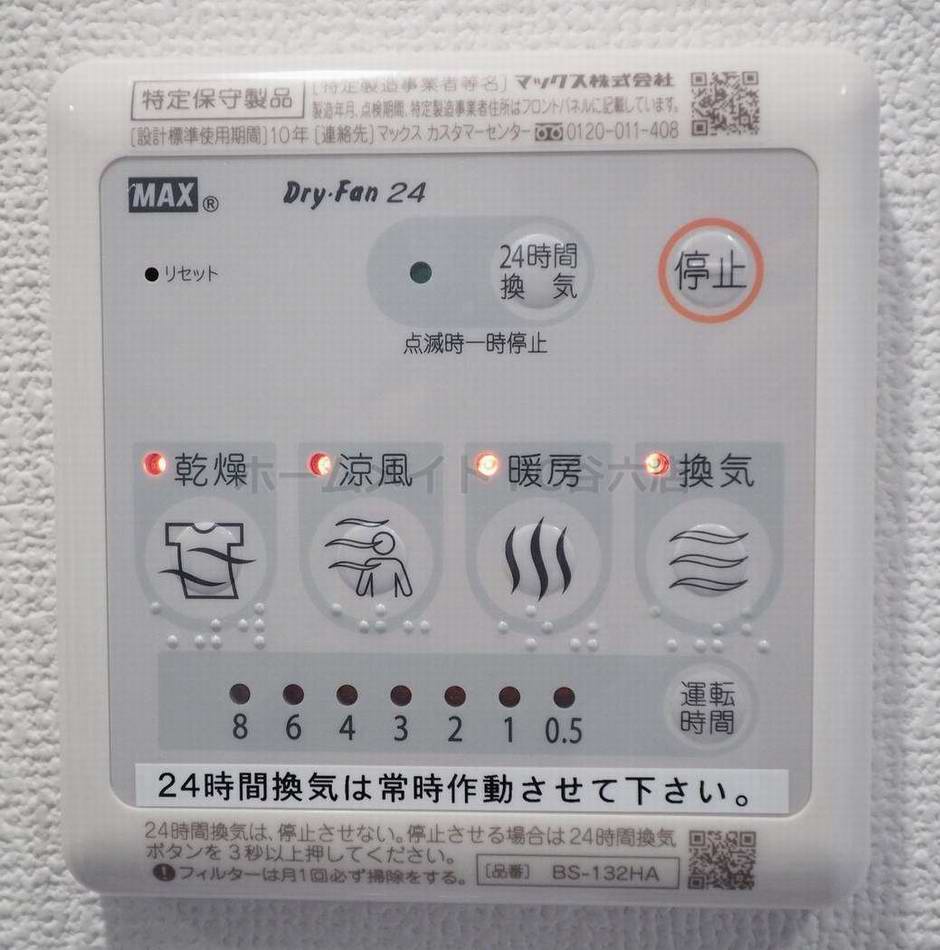 特定保守製品
[特定製造事業者等名] マックス株式会社
製造年月、点検期間、特定製造事業者住所はフロントパネルに記載しています。
[設計標準使用期間]10年 [連絡先]マックス カスタマーセンター 0120-011-408
MAX® Dry・Fan 24
リセット
24時間
換 気
停止
点滅時一時停止
乾燥 涼風 暖房 換気
ホームメイト
8 6 4 3 2 1 0.5
運転
時間
24時間換気は常時作動させて下さい。
24時間換気は、停止させない。停止させる場合は24時間換気
ボタンを3秒以上押してください。
フィルターは月1回必ず掃除をする。 [品番] BS-132HA